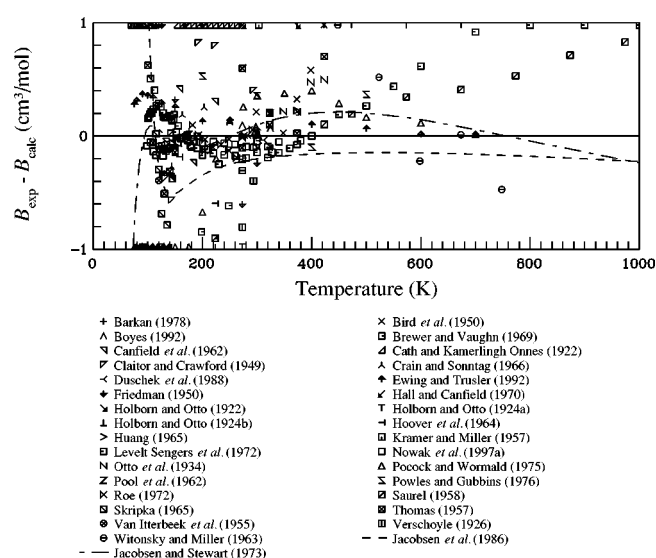 1
B_exp - B_calc (cm³/mol)
0
−1
0 200 400 600 800 1000
Temperature (K)
Barkan (1978)
Boyes (1992)
Canfield et al. (1962)
Claitor and Crawford (1949)
Duschek et al. (1988)
Friedman (1950)
Holborn and Otto (1922)
Holborn and Otto (1924b)
Huang (1965)
Levelt Sengers et al. (1972)
Otto et al. (1934)
Pool et al. (1962)
Roe (1972)
Skripka (1965)
Van Itterbeek et al. (1955)
Witonsky and Miller (1963)
Jacobsen and Stewart (1973)
Bird et al. (1950)
Brewer and Vaughn (1969)
Cath and Kamerlingh Onnes (1922)
Crain and Sonntag (1966)
Ewing and Trusler (1992)
Hall and Canfield (1970)
Holborn and Otto (1924a)
Hoover et al. (1964)
Kramer and Miller (1957)
Nowak et al. (1997a)
Pocock and Wormald (1975)
Powles and Gubbins (1976)
Saurel (1958)
Thomas (1957)
Verschoyle (1926)
Jacobsen et al. (1986)